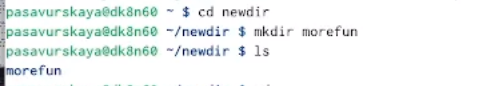 pasavurskaya@dk8n60 ~ $ cd newdir
pasavurskaya@dk8n60 ~/newdir $ mkdir morefun
pasavurskaya@dk8n60 ~/newdir $ ls
morefun